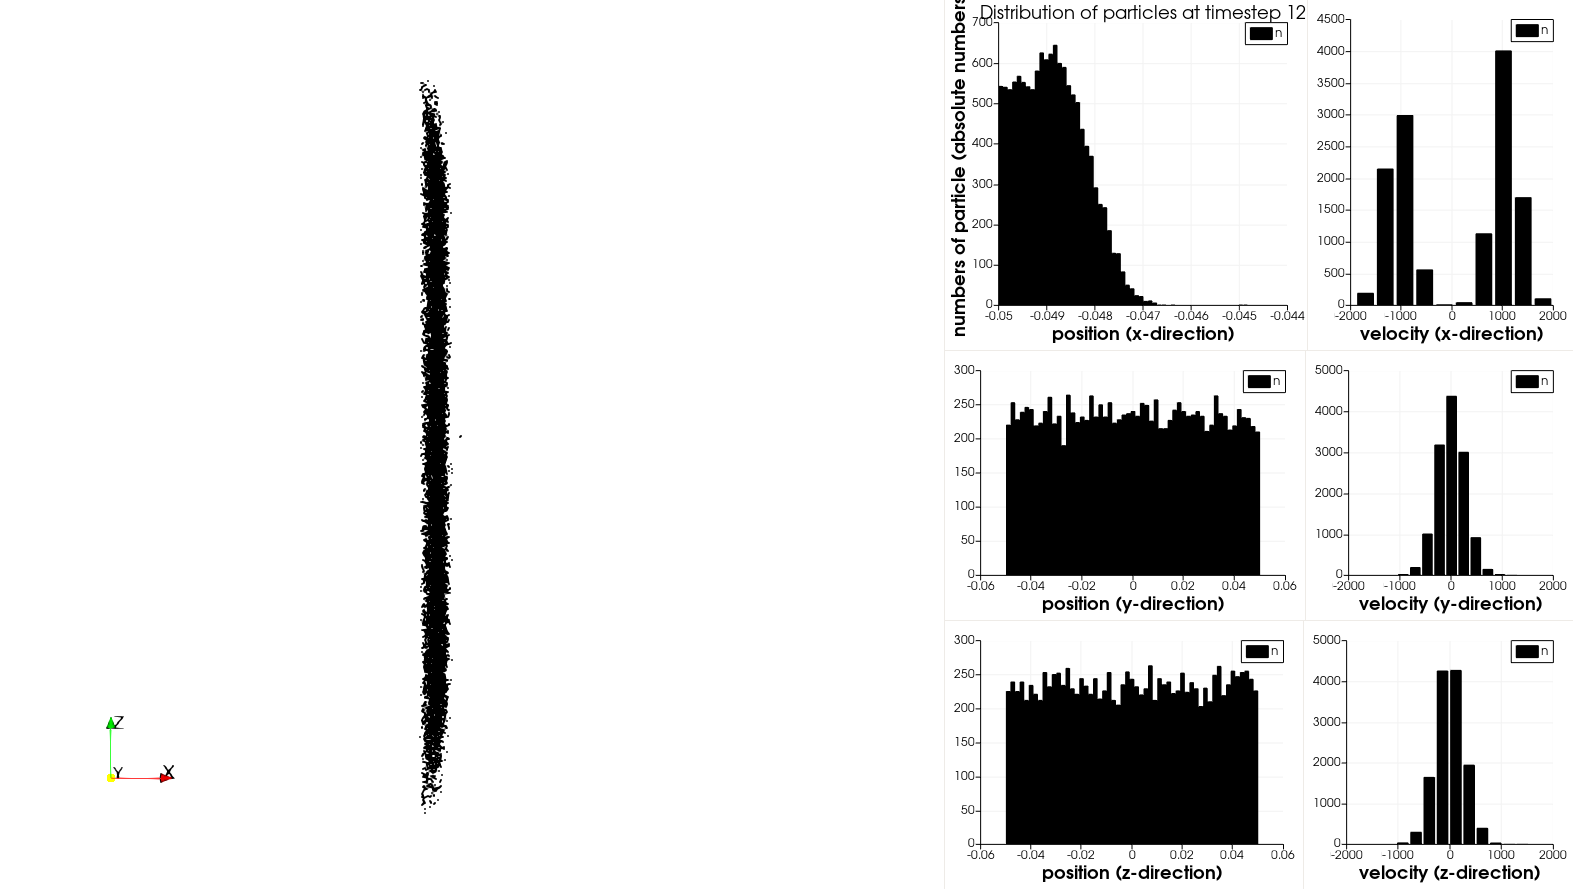 Distribution of particles at timestep 12
numbers of particle (absolute numbers
700
600
500
400
300
200
100
0
-0.05 -0.049 -0.048 -0.047 -0.046 -0.045 -0.044
position (x-direction)
n
4500
4000
3500
3000
2500
2000
1500
1000
500
0
-2000 -1000 0 1000 2000
velocity (x-direction)
n
300
250
200
150
100
50
0
-0.06 -0.04 -0.02 0 0.02 0.04 0.06
position (y-direction)
n
5000
4000
3000
2000
1000
0
-2000 -1000 0 1000 2000
velocity (y-direction)
n
300
250
200
150
100
50
0
-0.06 -0.04 -0.02 0 0.02 0.04 0.06
position (z-direction)
n
5000
4000
3000
2000
1000
0
-2000 -1000 0 1000 2000
velocity (z-direction)
n
Z
Y
X